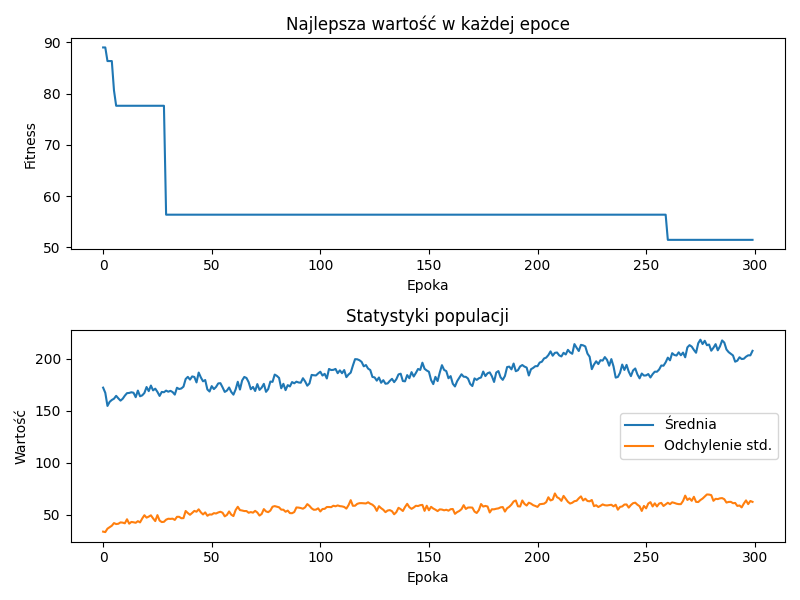 Najlepsza wartość w każdej epoce
90
80
70
60
50
Fitness
0 50 100 150 200 250 300
Epoka
Statystyki populacji
200
150
100
50
Wartość
Średnia
Odchylenie std.
0 50 100 150 200 250 300
Epoka